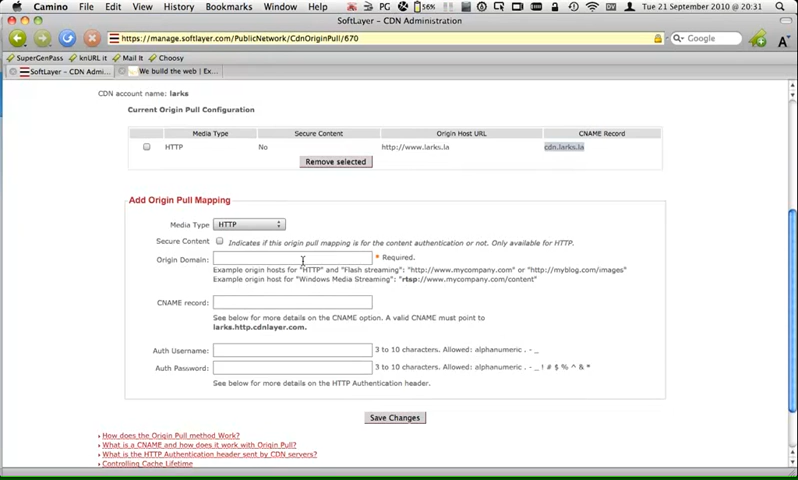 Camino File Edit View History Bookmarks Window Help PG 56% Tue 21 September 2010 20:31
SoftLayer – CDN Administration
https://manage.softlayer.com/PublicNetwork/CdnOriginPull/670 Google
SuperGenPass knURL it Mail It Choosy
SoftLayer – CDN Admi... We build the web | Ex...
CDN account name: larks
Current Origin Pull Configuration
Media Type Secure Content Origin Host URL CNAME Record
HTTP No http://www.larks.la cdn.larks.la
Remove selected
Add Origin Pull Mapping
Media Type HTTP
Secure Content Indicates if this origin pull mapping is for the content authentication or not. Only available for HTTP.
Origin Domain: * Required.
Example origin hosts for "HTTP" and "Flash streaming": "http://www.mycompany.com" or "http://myblog.com/images"
Example origin host for "Windows Media Streaming": "rtsp://www.mycompany.com/content"
CNAME record:
See below for more details on the CNAME option. A valid CNAME must point to
larks.http.cdnlayer.com.
Auth Username: 3 to 10 characters. Allowed: alphanumeric . - _
Auth Password: 3 to 10 characters. Allowed: alphanumeric . - _ ! # $ % ^ & *
See below for more details on the HTTP Authentication header.
Save Changes
How does the Origin Pull method Work?
What is a CNAME and how does it work with Origin Pull?
What is the HTTP Authentication header sent by CDN servers?
Controlling Cache Lifetime